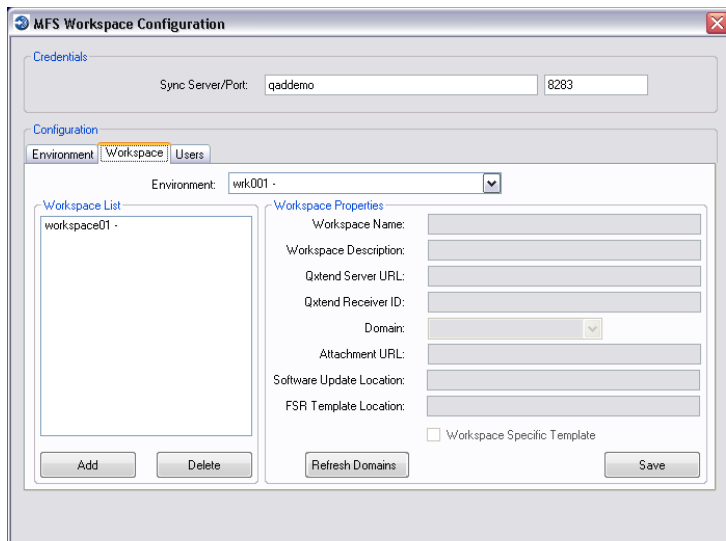 MFS Workspace Configuration
Credentials
Sync Server/Port: qaddemo 8283
Configuration
Environment Workspace Users
Environment: wrk001 -
Workspace List
workspace01 -
Add Delete
Workspace Properties
Workspace Name:
Workspace Description:
Qxtend Server URL:
Qxtend Receiver ID:
Domain:
Attachment URL:
Software Update Location:
FSR Template Location:
Workspace Specific Template
Refresh Domains Save